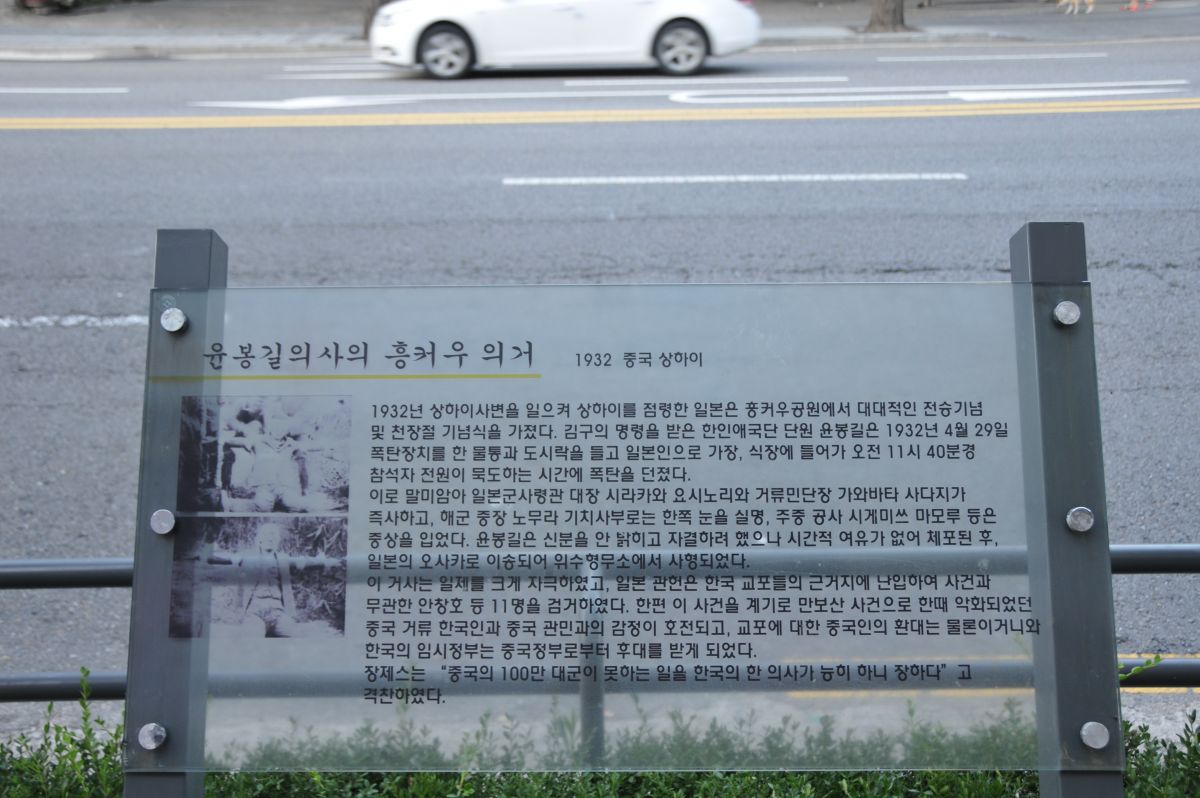 윤봉길의사의 흥커우 의거
1932 중국 상하이
1932년 상하이사변을 일으켜 상하이를 점령한 일본은 홍커우공원에서 대대적인 전승기념
및 천장절 기념식을 가졌다. 김구의 명령을 받은 한인애국단 단원 윤봉길은 1932년 4월 29일
폭탄장치를 한 물통과 도시락을 들고 일본인으로 가장, 식장에 들어가 오전 11시 40분경
참석자 전원이 묵도하는 시간에 폭탄을 던졌다.
이로 말미암아 일본군사령관 대장 시라카와 요시노리와 거류민단장 가와바타 사다지가
즉사하고, 해군 중장 노무라 기치사부로는 한쪽 눈을 실명, 주중 공사 시게미쓰 마모루 등은
중상을 입었다. 윤봉길은 신분을 안 밝히고 자결하려 했으나 시간적 여유가 없어 체포된 후,
일본의 오사카로 이송되어 위수형무소에서 사형되었다.
이 거사는 일제를 크게 자극하였고, 일본 관헌은 한국 교포들의 근거지에 난입하여 사건과
무관한 안창호 등 11명을 검거하였다. 한편 이 사건을 계기로 만보산 사건으로 한때 악화되었던
중국 거류 한국인과 중국 관민과의 감정이 호전되고, 교포에 대한 중국인의 환대는 물론이거니와
한국의 임시정부는 중국정부로부터 후대를 받게 되었다.
장제스는 “중국의 100만 대군이 못하는 일을 한국의 한 의사가 능히 하니 장하다” 고
격찬하였다.